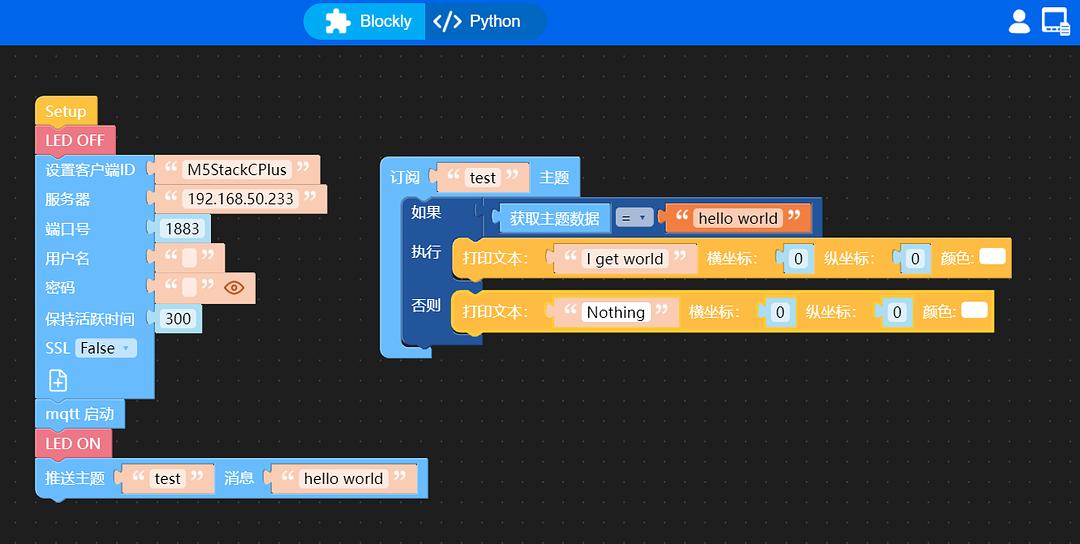 Blockly
</> Python
Setup
LED OFF
设置客户端ID “ M5StackCPlus ”
服务器 “ 192.168.50.233 ”
端口号 1883
用户名 “ ”
密码 “ ”
保持活跃时间 300
SSL False
mqtt 启动
LED ON
推送主题 “ test ” 消息 “ hello world ”
订阅 “ test ” 主题
如果 获取主题数据 = “ hello world ”
执行 打印文本: “ I get world ” 横坐标: 0 纵坐标: 0 颜色:
否则 打印文本: “ Nothing ” 横坐标: 0 纵坐标: 0 颜色: